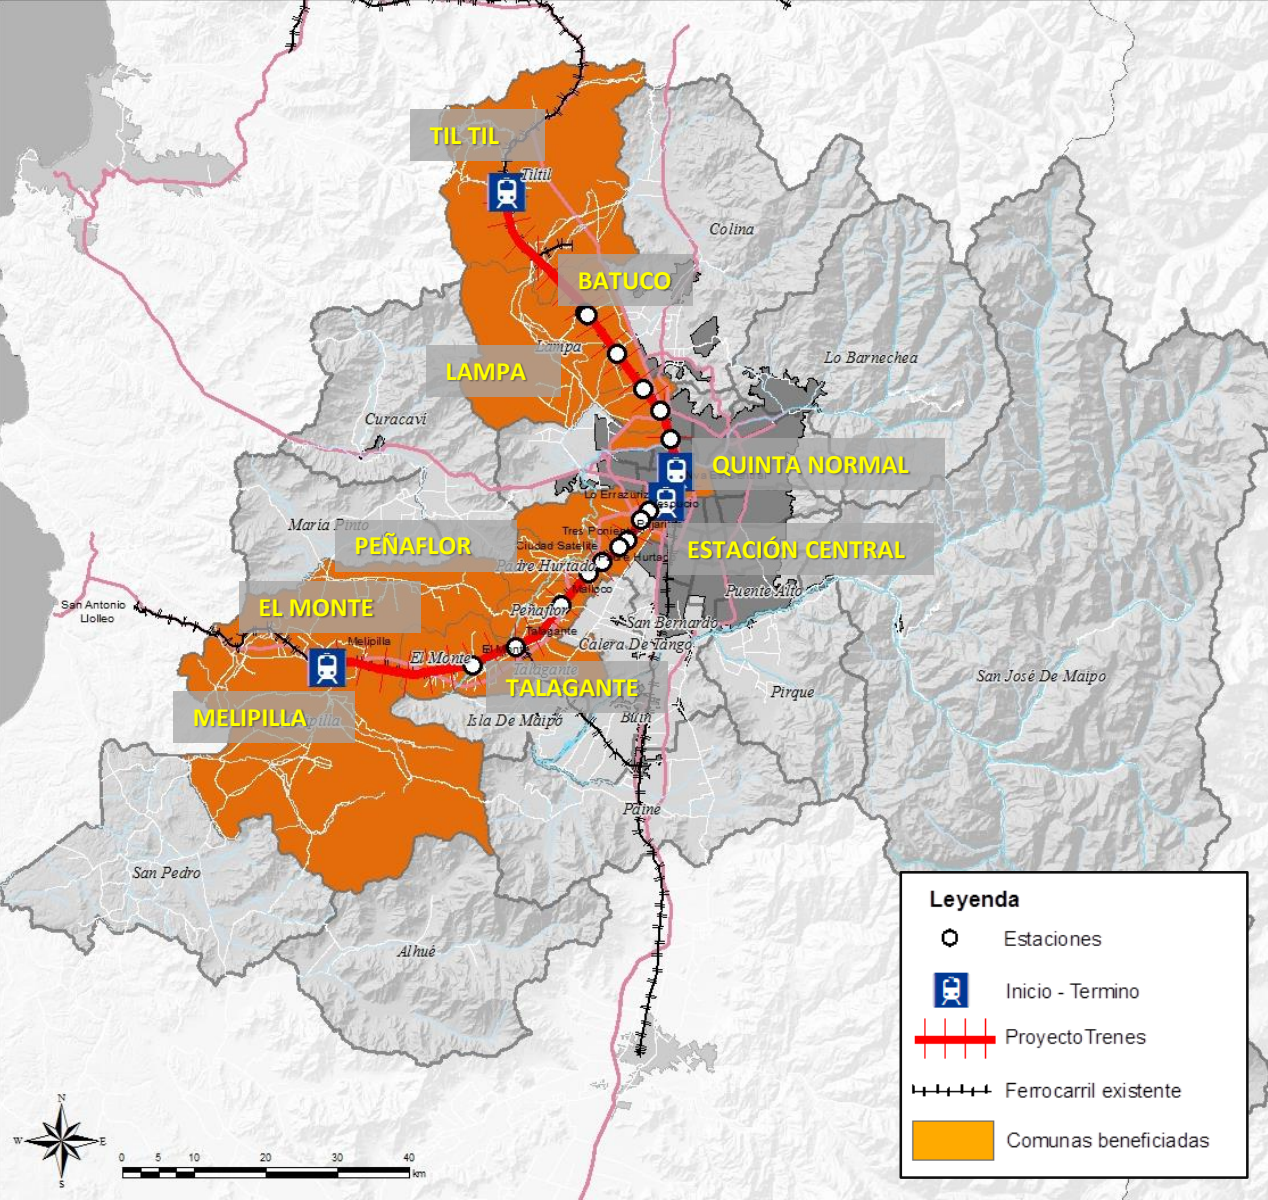 TIL TIL
Tiltil
Colina
BATUCO
Lampa
Lo Barnechea
LAMPA
Curacaví
QUINTA NORMAL
Lo Errazuriz
María Pinto
Tres Poniente
PEÑAFLOR
Ciudad Satelite
ESTACIÓN CENTRAL
Padre Hurtado
Malloco
Puente Alto
San Antonio
Llolleo
EL MONTE
Peñaflor
San Bernardo
Talagante
Melipilla
Calera De Tango
El Monte
El Monte
Talagante
San José De Maipo
TALAGANTE
Pirque
MELIPILLA
Isla De Maipo
Buin
Paine
San Pedro
Alhué
Leyenda
Estaciones
Inicio - Termino
Proyecto Trenes
Ferrocarril existente
Comunas beneficiadas
N
W E
S
0 5 10 20 30 40
km